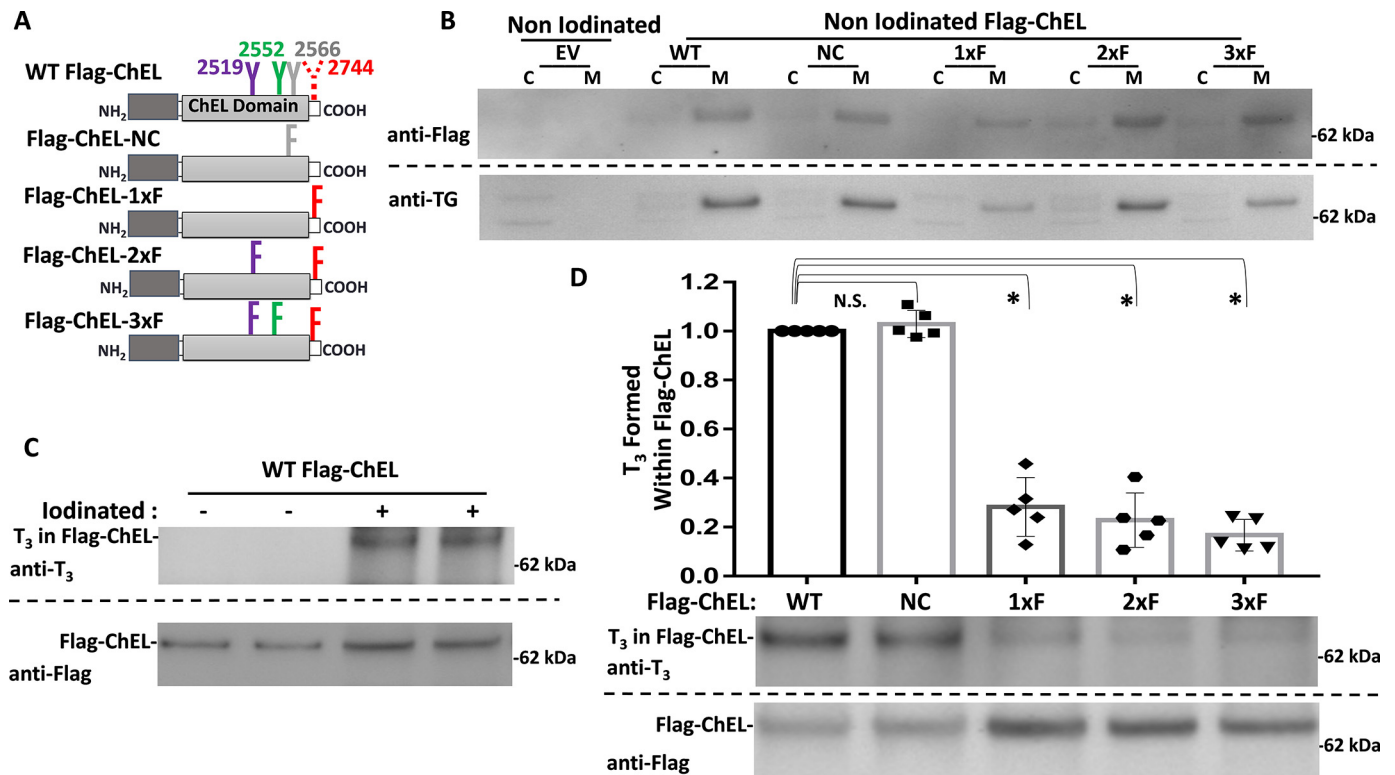 A
2552 2566
2519 2744
WT Flag-ChEL
Y Y Y Y
ChEL Domain
NH2 COOH
Flag-ChEL-NC
F
NH2 COOH
Flag-ChEL-1xF
F
NH2 COOH
Flag-ChEL-2xF
F F
NH2 COOH
Flag-ChEL-3xF
F F F
NH2 COOH
B
Non Iodinated Non Iodinated Flag-ChEL
EV WT NC 1xF 2xF 3xF
C M C M C M C M C M C M
anti-Flag
-62 kDa
anti-TG
-62 kDa
C
WT Flag-ChEL
Iodinated : - - + +
T3 in Flag-ChEL-
anti-T3
-62 kDa
Flag-ChEL-
anti-Flag
-62 kDa
D
T3 Formed
Within Flag-ChEL
1.2
1.0
0.8
0.6
0.4
0.2
0.0
N.S. * * *
Flag-ChEL: WT NC 1xF 2xF 3xF
T3 in Flag-ChEL-
anti-T3
-62 kDa
Flag-ChEL-
anti-Flag
-62 kDa